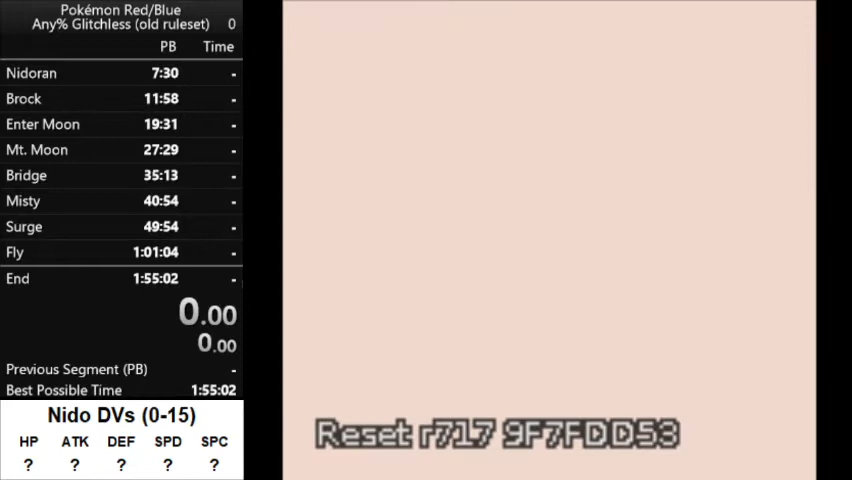 Pokémon Red/Blue
Any% Glitchless (old ruleset) 0
PB Time
Nidoran 7:30 -
Brock 11:58 -
Enter Moon 19:31 -
Mt. Moon 27:29 -
Bridge 35:13 -
Misty 40:54 -
Surge 49:54 -
Fly 1:01:04 -
End 1:55:02 -
0.00
0.00
Previous Segment (PB) -
Best Possible Time 1:55:02
Nido DVs (0-15)
HP ATK DEF SPD SPC
? ? ? ? ?
Reset r717 9F7FDD53